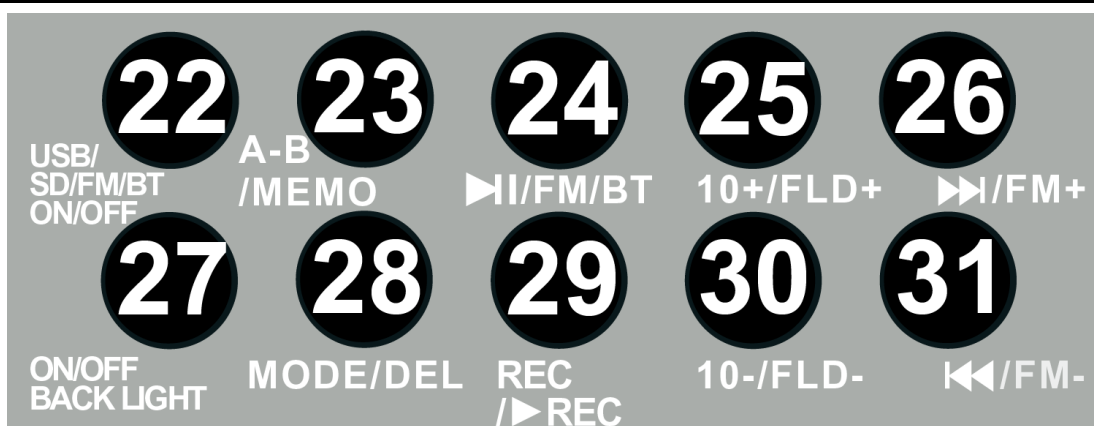 22 23 24 25 26
USB/
SD/FM/BT
ON/OFF
A-B
/MEMO
▶II/FM/BT
10+/FLD+
▶▶I/FM+
27 28 29 30 31
ON/OFF
BACK LIGHT
MODE/DEL
REC
/▶REC
10-/FLD-
I◀◀/FM-